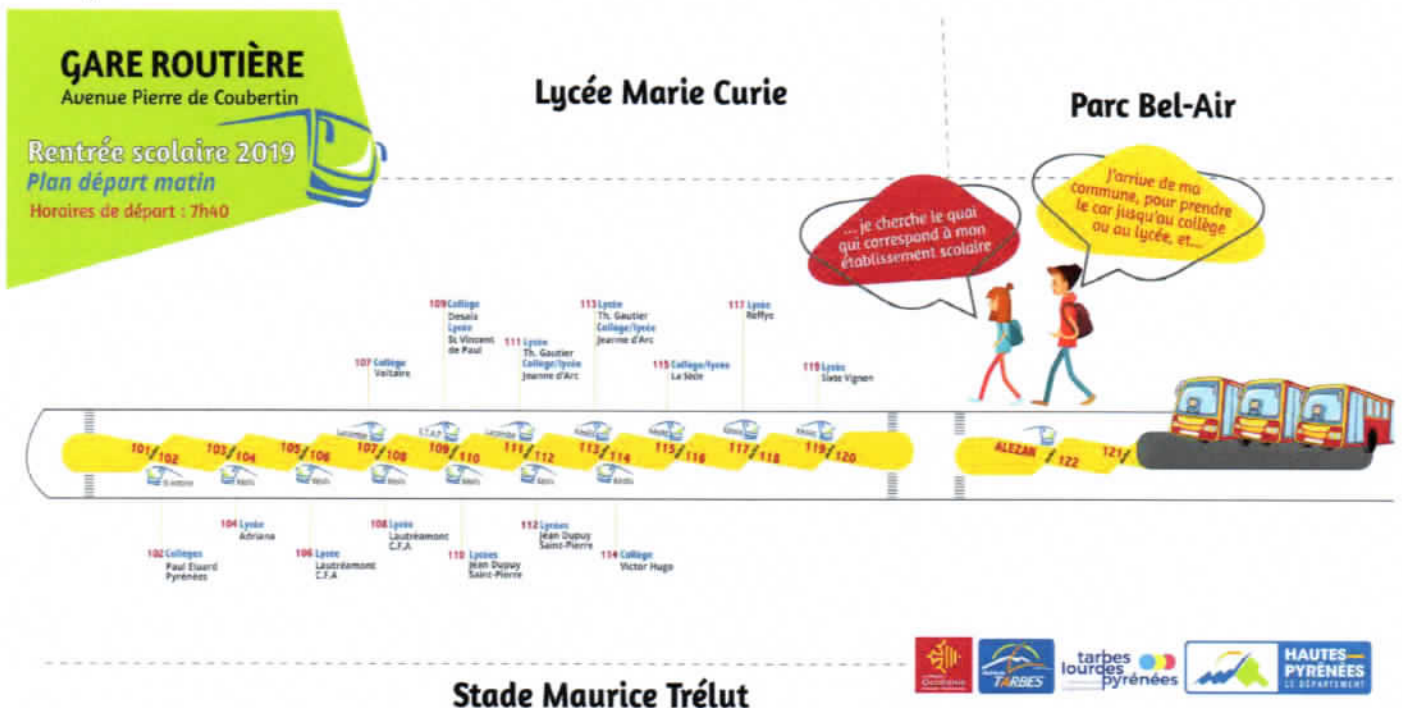 GARE ROUTIÈRE
Avenue Pierre de Coubertin
Rentrée scolaire 2019
Plan départ matin
Horaires de départ : 7h40
Lycée Marie Curie
Parc Bel-Air
... je cherche le quai
qui correspond à mon
établissement scolaire
J'arrive de ma
commune, pour prendre
le car jusqu'au collège
ou au lycée, et...
107 Collège
Voltaire
109 Collège
Desaix
Lycée
St Vincent
de Paul
111 Lycée
Th. Gautier
Collège/lycée
Jeanne d'Arc
113 Lycée
Th. Gautier
Collège/lycée
Jeanne d'Arc
115 Collège/lycée
La Sède
117 Lycée
Reffye
119 Lycée
Sixte Vignon
101 102 103 104 105 106 107 108 109 110 111 112 113 114 115 116 117 118 119 120
ALEZAN 122 121
102 Collèges
Paul Eluard
Pyrénées
104 Lycée
Adriana
106 Lycée
Lautréamont
C.F.A
108 Lycée
Lautréamont
C.F.A
110 Lycées
Jean Dupuy
Saint-Pierre
112 Lycées
Jean Dupuy
Saint-Pierre
114 Collège
Victor Hugo
Stade Maurice Trélut
Occitanie
TARBES
tarbes
lourdes
pyrénées
HAUTES
PYRÉNÉES
LE DÉPARTEMENT